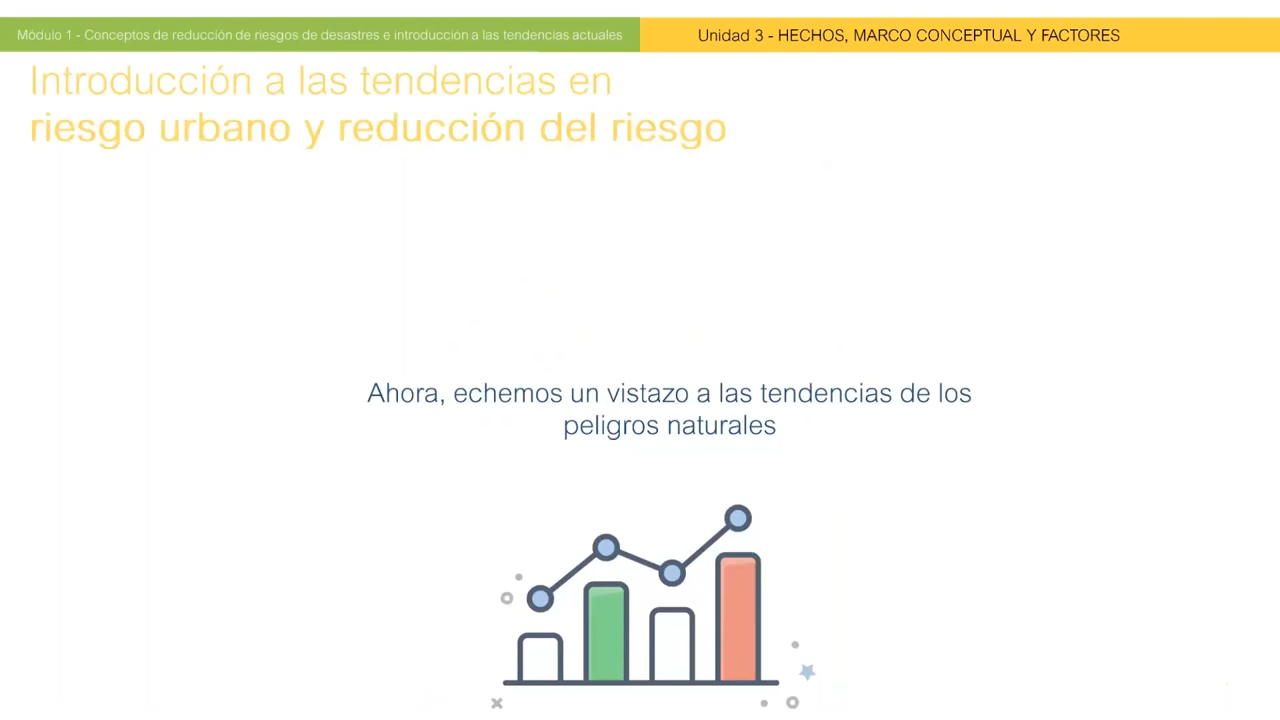 Módulo 1 - Conceptos de reducción de riesgos de desastres e introducción a las tendencias actuales
Unidad 3 - HECHOS, MARCO CONCEPTUAL Y FACTORES
Introducción a las tendencias en
riesgo urbano y reducción del riesgo
Ahora, echemos un vistazo a las tendencias de los
peligros naturales